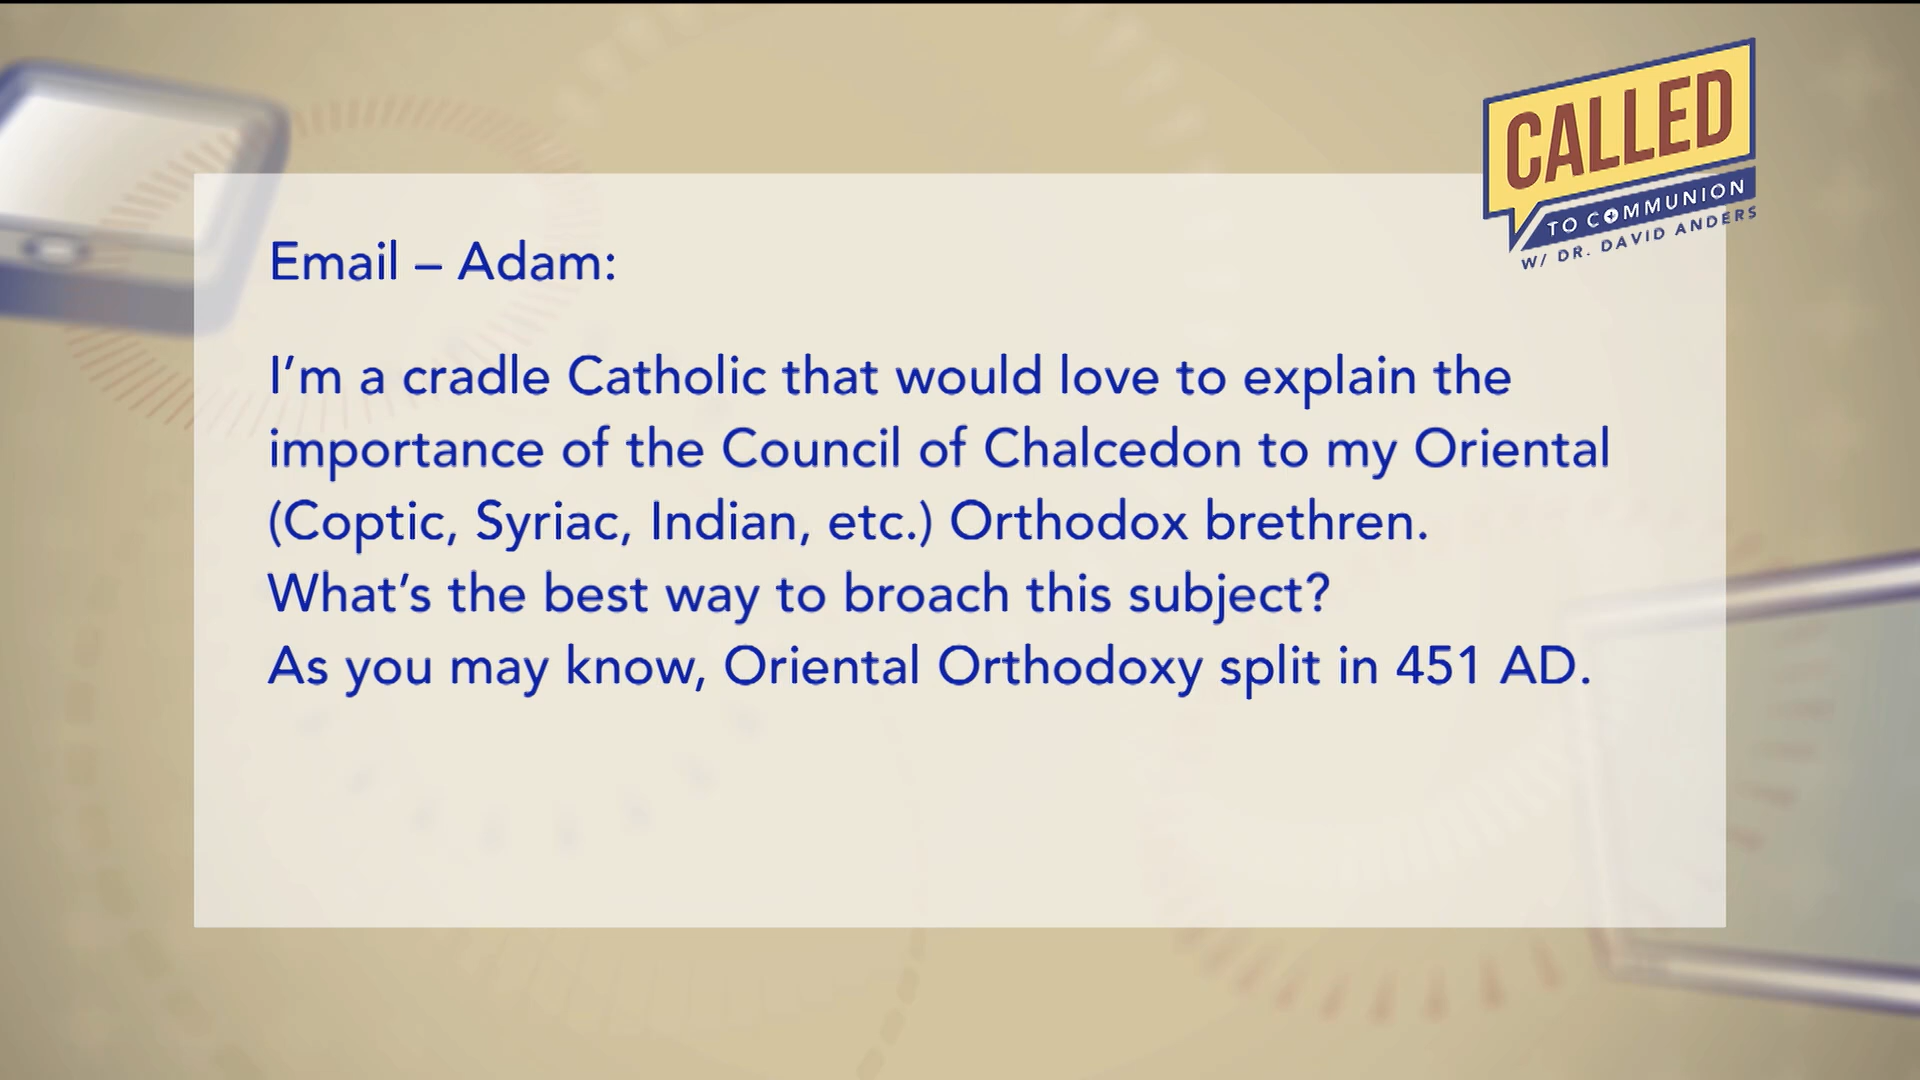 CALLED
TO COMMUNION
W/ DR. DAVID ANDERS
Email – Adam:
I’m a cradle Catholic that would love to explain the
importance of the Council of Chalcedon to my Oriental
(Coptic, Syriac, Indian, etc.) Orthodox brethren.
What’s the best way to broach this subject?
As you may know, Oriental Orthodoxy split in 451 AD.